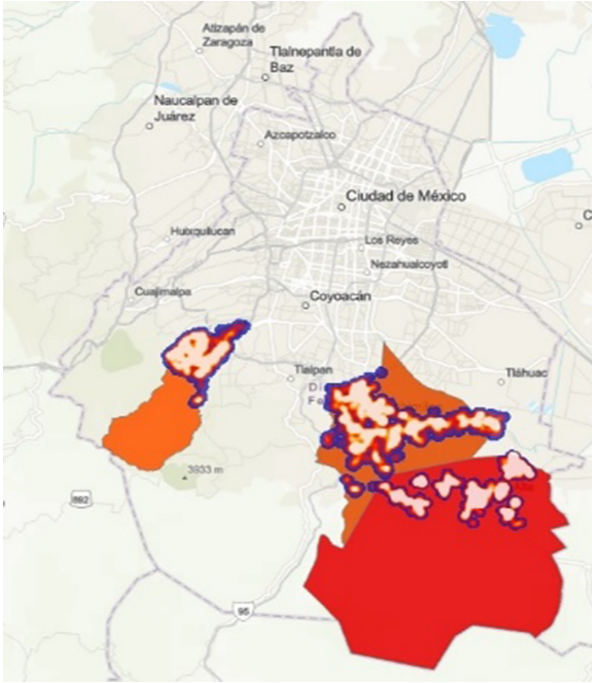 Atizapán de
Zaragoza
Tlalnepantla de
Baz
Naucalpan de
Juárez
Azcapotzalco
Ciudad de México
C
Huixquilucan
Los Reyes
Nezahualcoyotl
Cuajimalpa
Coyoacán
Tlalpan
Tláhuac
D i
F e
3933 m
892
95